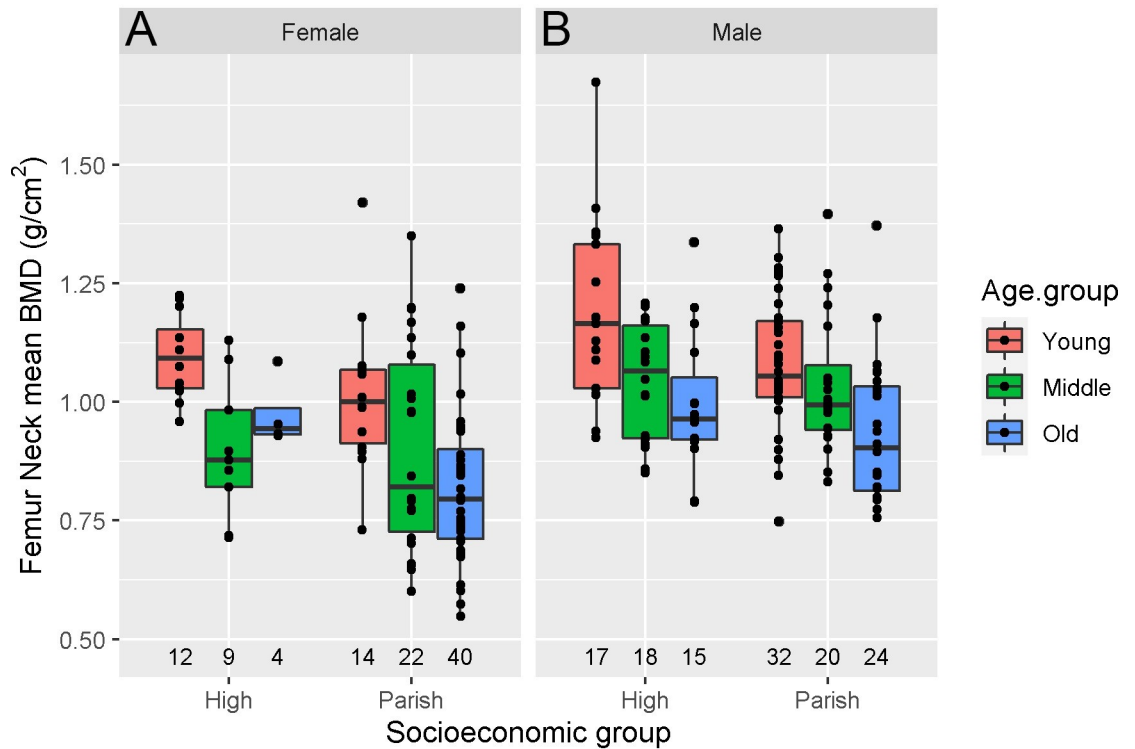 A
Female
B
Male
Femur Neck mean BMD (g/cm²)
1.50
1.25
1.00
0.75
0.50
12 9 4 14 22 40
17 18 15 32 20 24
High Parish
High Parish
Socioeconomic group
Age.group
Young
Middle
Old